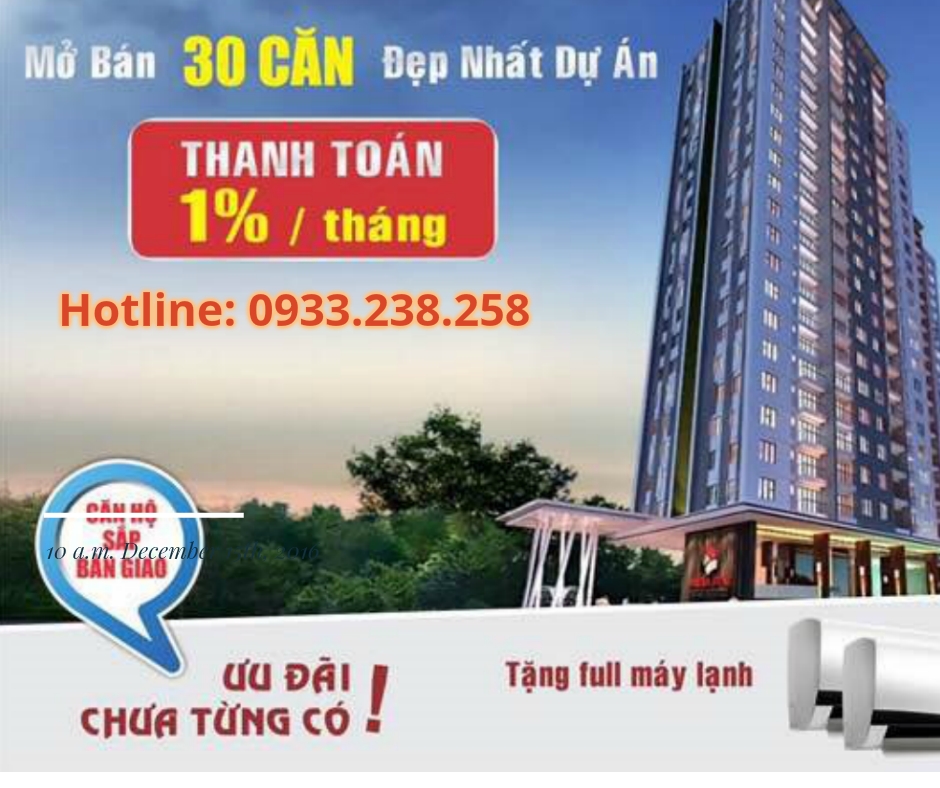 Mở Bán 30 CĂN Đẹp Nhất Dự Án
THANH TOÁN
1% / tháng
Hotline: 0933.238.258
CĂN HỘ
SẮP
BÀN GIAO
10 a.m.
ƯU ĐÃI
CHƯA TỪNG CÓ !
Tặng full máy lạnh